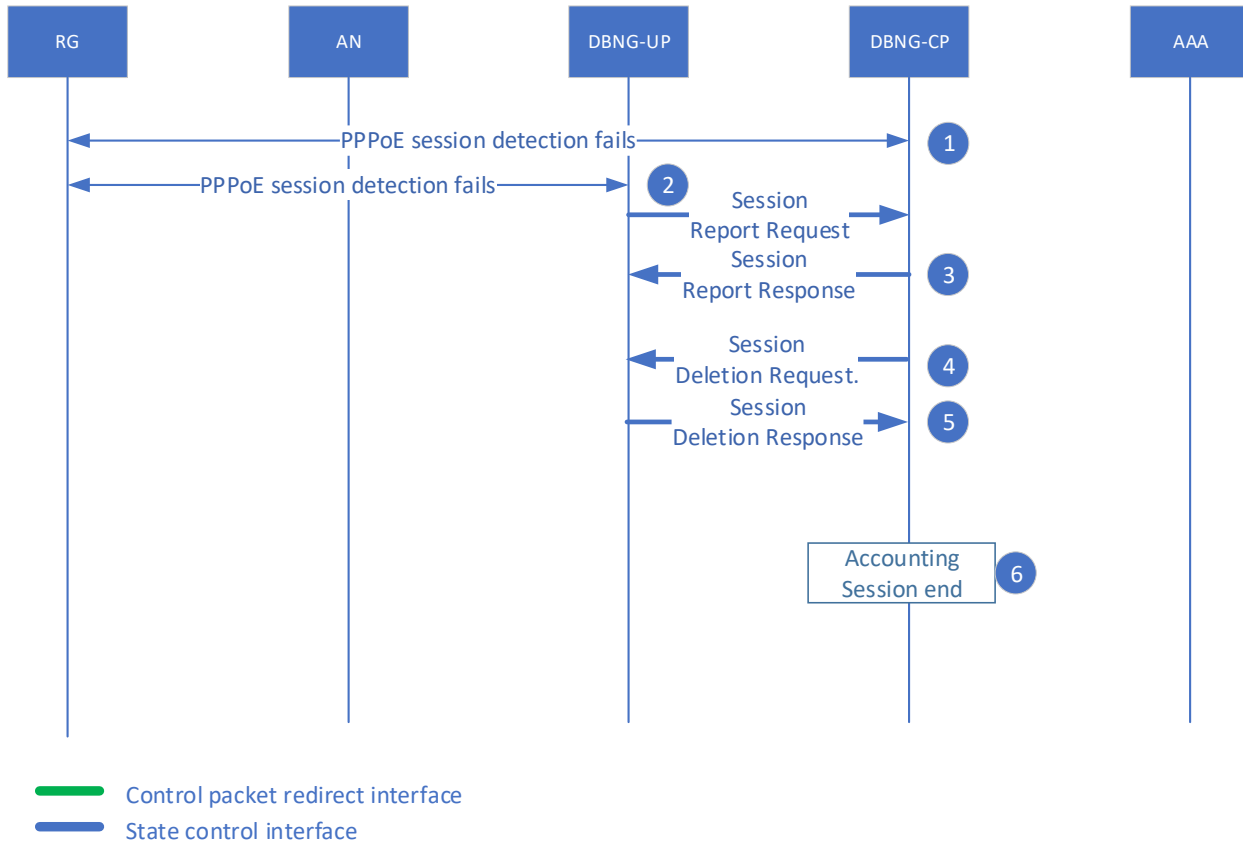 RG
AN
DBNG-UP
DBNG-CP
AAA
PPPoE session detection fails
1
PPPoE session detection fails
2
Session
Report Request
Session
Report Response
3
Session
Deletion Request.
4
Session
Deletion Response
5
Accounting
Session end
6
Control packet redirect interface
State control interface